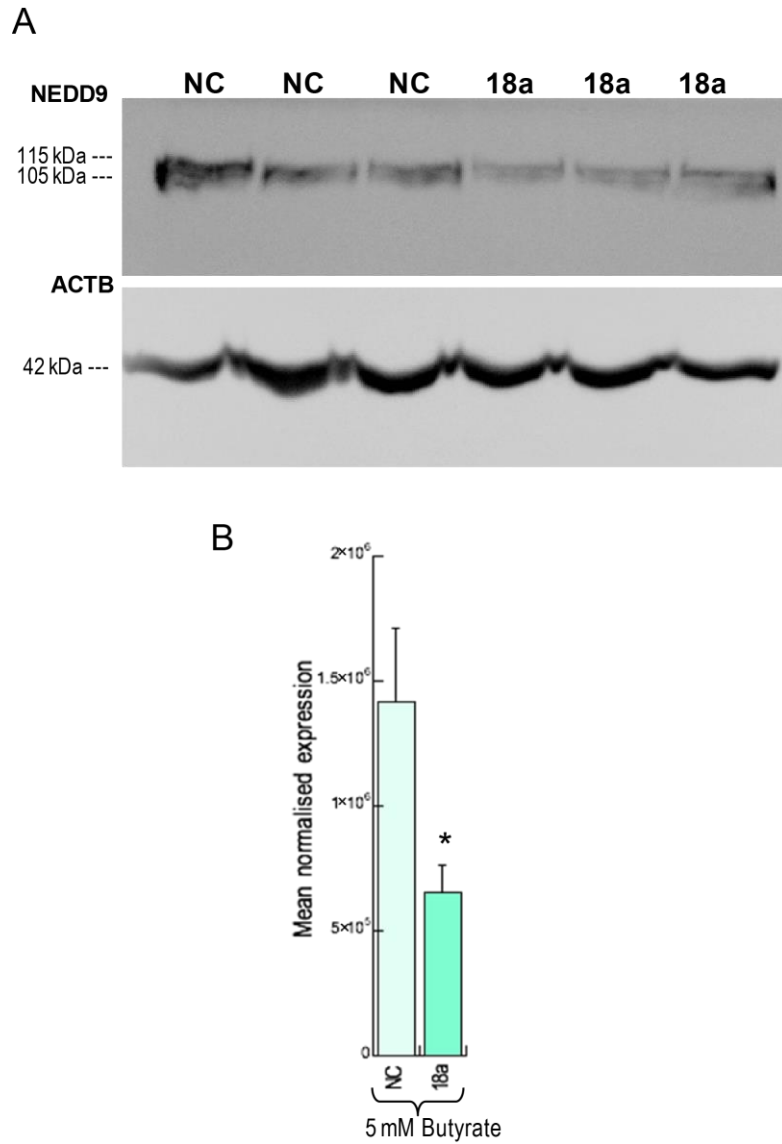 A
NC NC NC 18a 18a 18a
NEDD9
115 kDa ---
105 kDa ---
ACTB
42 kDa ---
B
2×10⁶
1.5×10⁶
1×10⁶
5×10⁵
0
Mean normalised expression
*
NC 18a
5 mM Butyrate